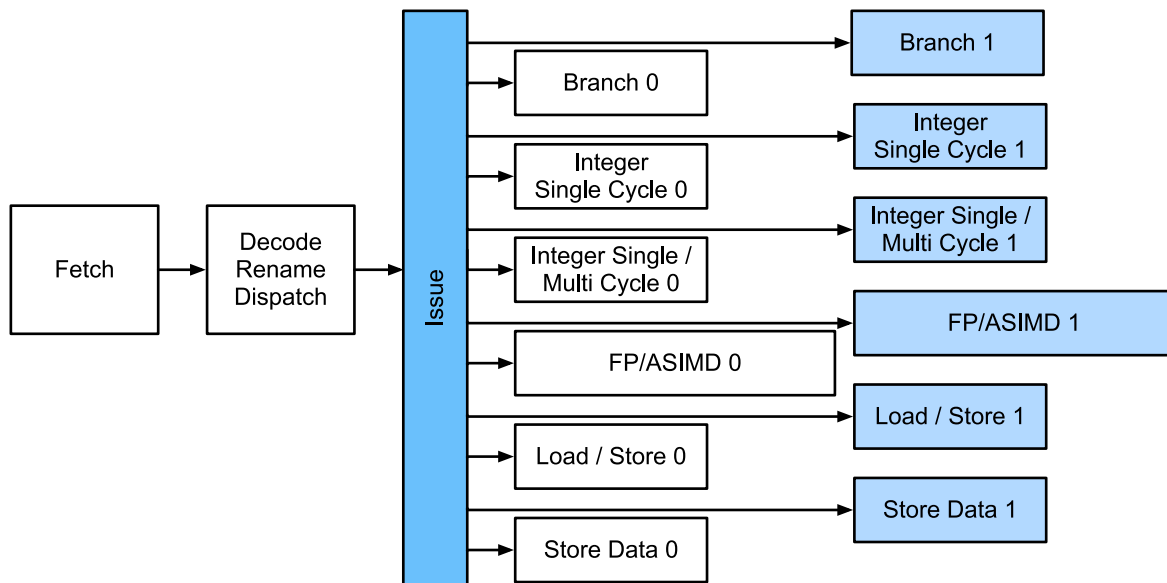 Fetch
Decode
Rename
Dispatch
Issue
Branch 1
Branch 0
Integer
Single Cycle 1
Integer
Single Cycle 0
Integer Single /
Multi Cycle 1
Integer Single /
Multi Cycle 0
FP/ASIMD 1
FP/ASIMD 0
Load / Store 1
Load / Store 0
Store Data 1
Store Data 0